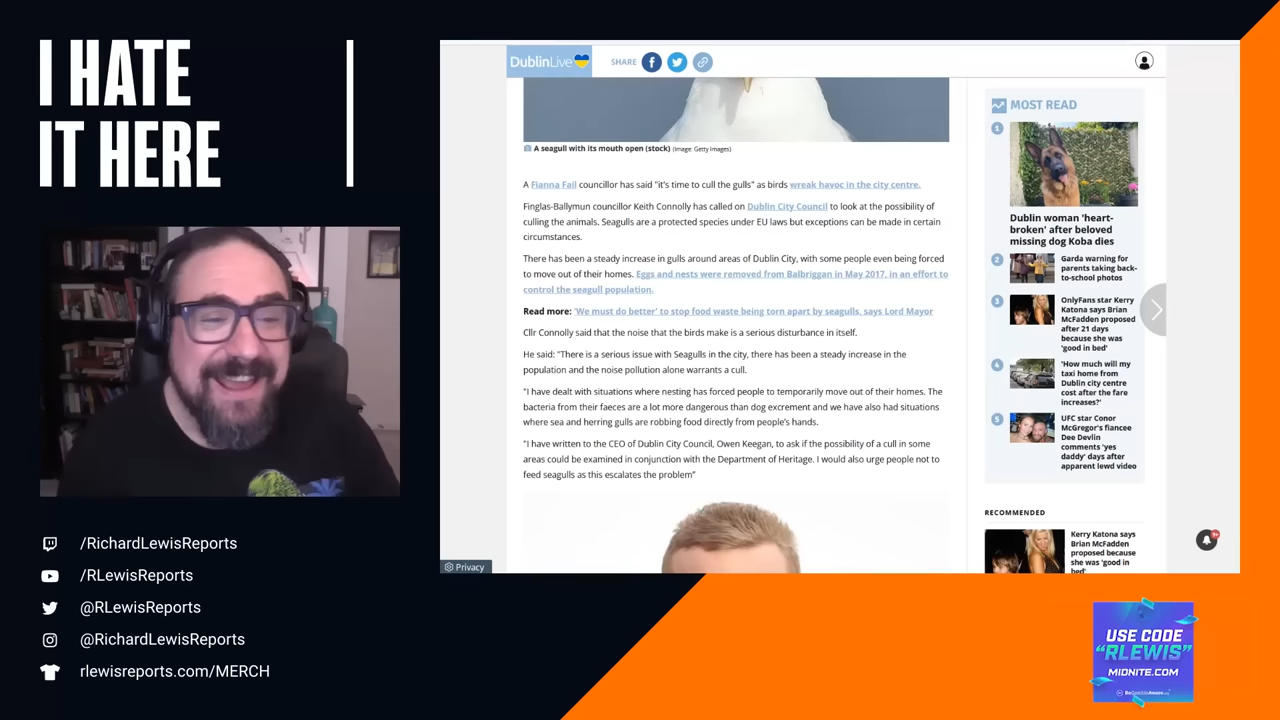 I HATE
IT HERE
/RichardLewisReports
/RLewisReports
@RLewisReports
@RichardLewisReports
rlewisreports.com/MERCH
DublinLive
SHARE
A seagull with its mouth open (stock) (Image: Getty Images)
A Fianna Fail councillor has said "it's time to cull the gulls" as birds wreak havoc in the city centre.
Finglas-Ballymun councillor Keith Connolly has called on Dublin City Council to look at the possibility of
culling the animals. Seagulls are a protected species under EU laws but exceptions can be made in certain
circumstances.
There has been a steady increase in gulls around areas of Dublin City, with some people even being forced
to move out of their homes. Eggs and nests were removed from Balbriggan in May 2017, in an effort to
control the seagull population.
Read more: 'We must do better' to stop food waste being torn apart by seagulls, says Lord Mayor
Cllr Connolly said that the noise that the birds make is a serious disturbance in itself.
He said: "There is a serious issue with Seagulls in the city, there has been a steady increase in the
population and the noise pollution alone warrants a cull.
"I have dealt with situations where nesting has forced people to temporarily move out of their homes. The
bacteria from their faeces are a lot more dangerous than dog excrement and we have also had situations
where sea and herring gulls are robbing food directly from people's hands.
"I have written to the CEO of Dublin City Council, Owen Keegan, to ask if the possibility of a cull in some
areas could be examined in conjunction with the Department of Heritage. I would also urge people not to
feed seagulls as this escalates the problem"
Privacy
MOST READ
1
Dublin woman 'heart-
broken' after beloved
missing dog Koba dies
2
Garda warning for
parents taking back-
to-school photos
3
OnlyFans star Kerry
Katona says Brian
McFadden proposed
after 21 days
because she was
'good in bed'
4
'How much will my
taxi home from
Dublin city centre
cost after the fare
increases?'
5
UFC star Conor
McGregor's fiancee
Dee Devlin
comments 'yes
daddy' days after
apparent lewd video
RECOMMENDED
Kerry Katona says
Brian McFadden
proposed because
she was 'good in
bed'
9+
USE CODE
"RLEWIS"
MIDNITE.COM
BeGambleAware.org